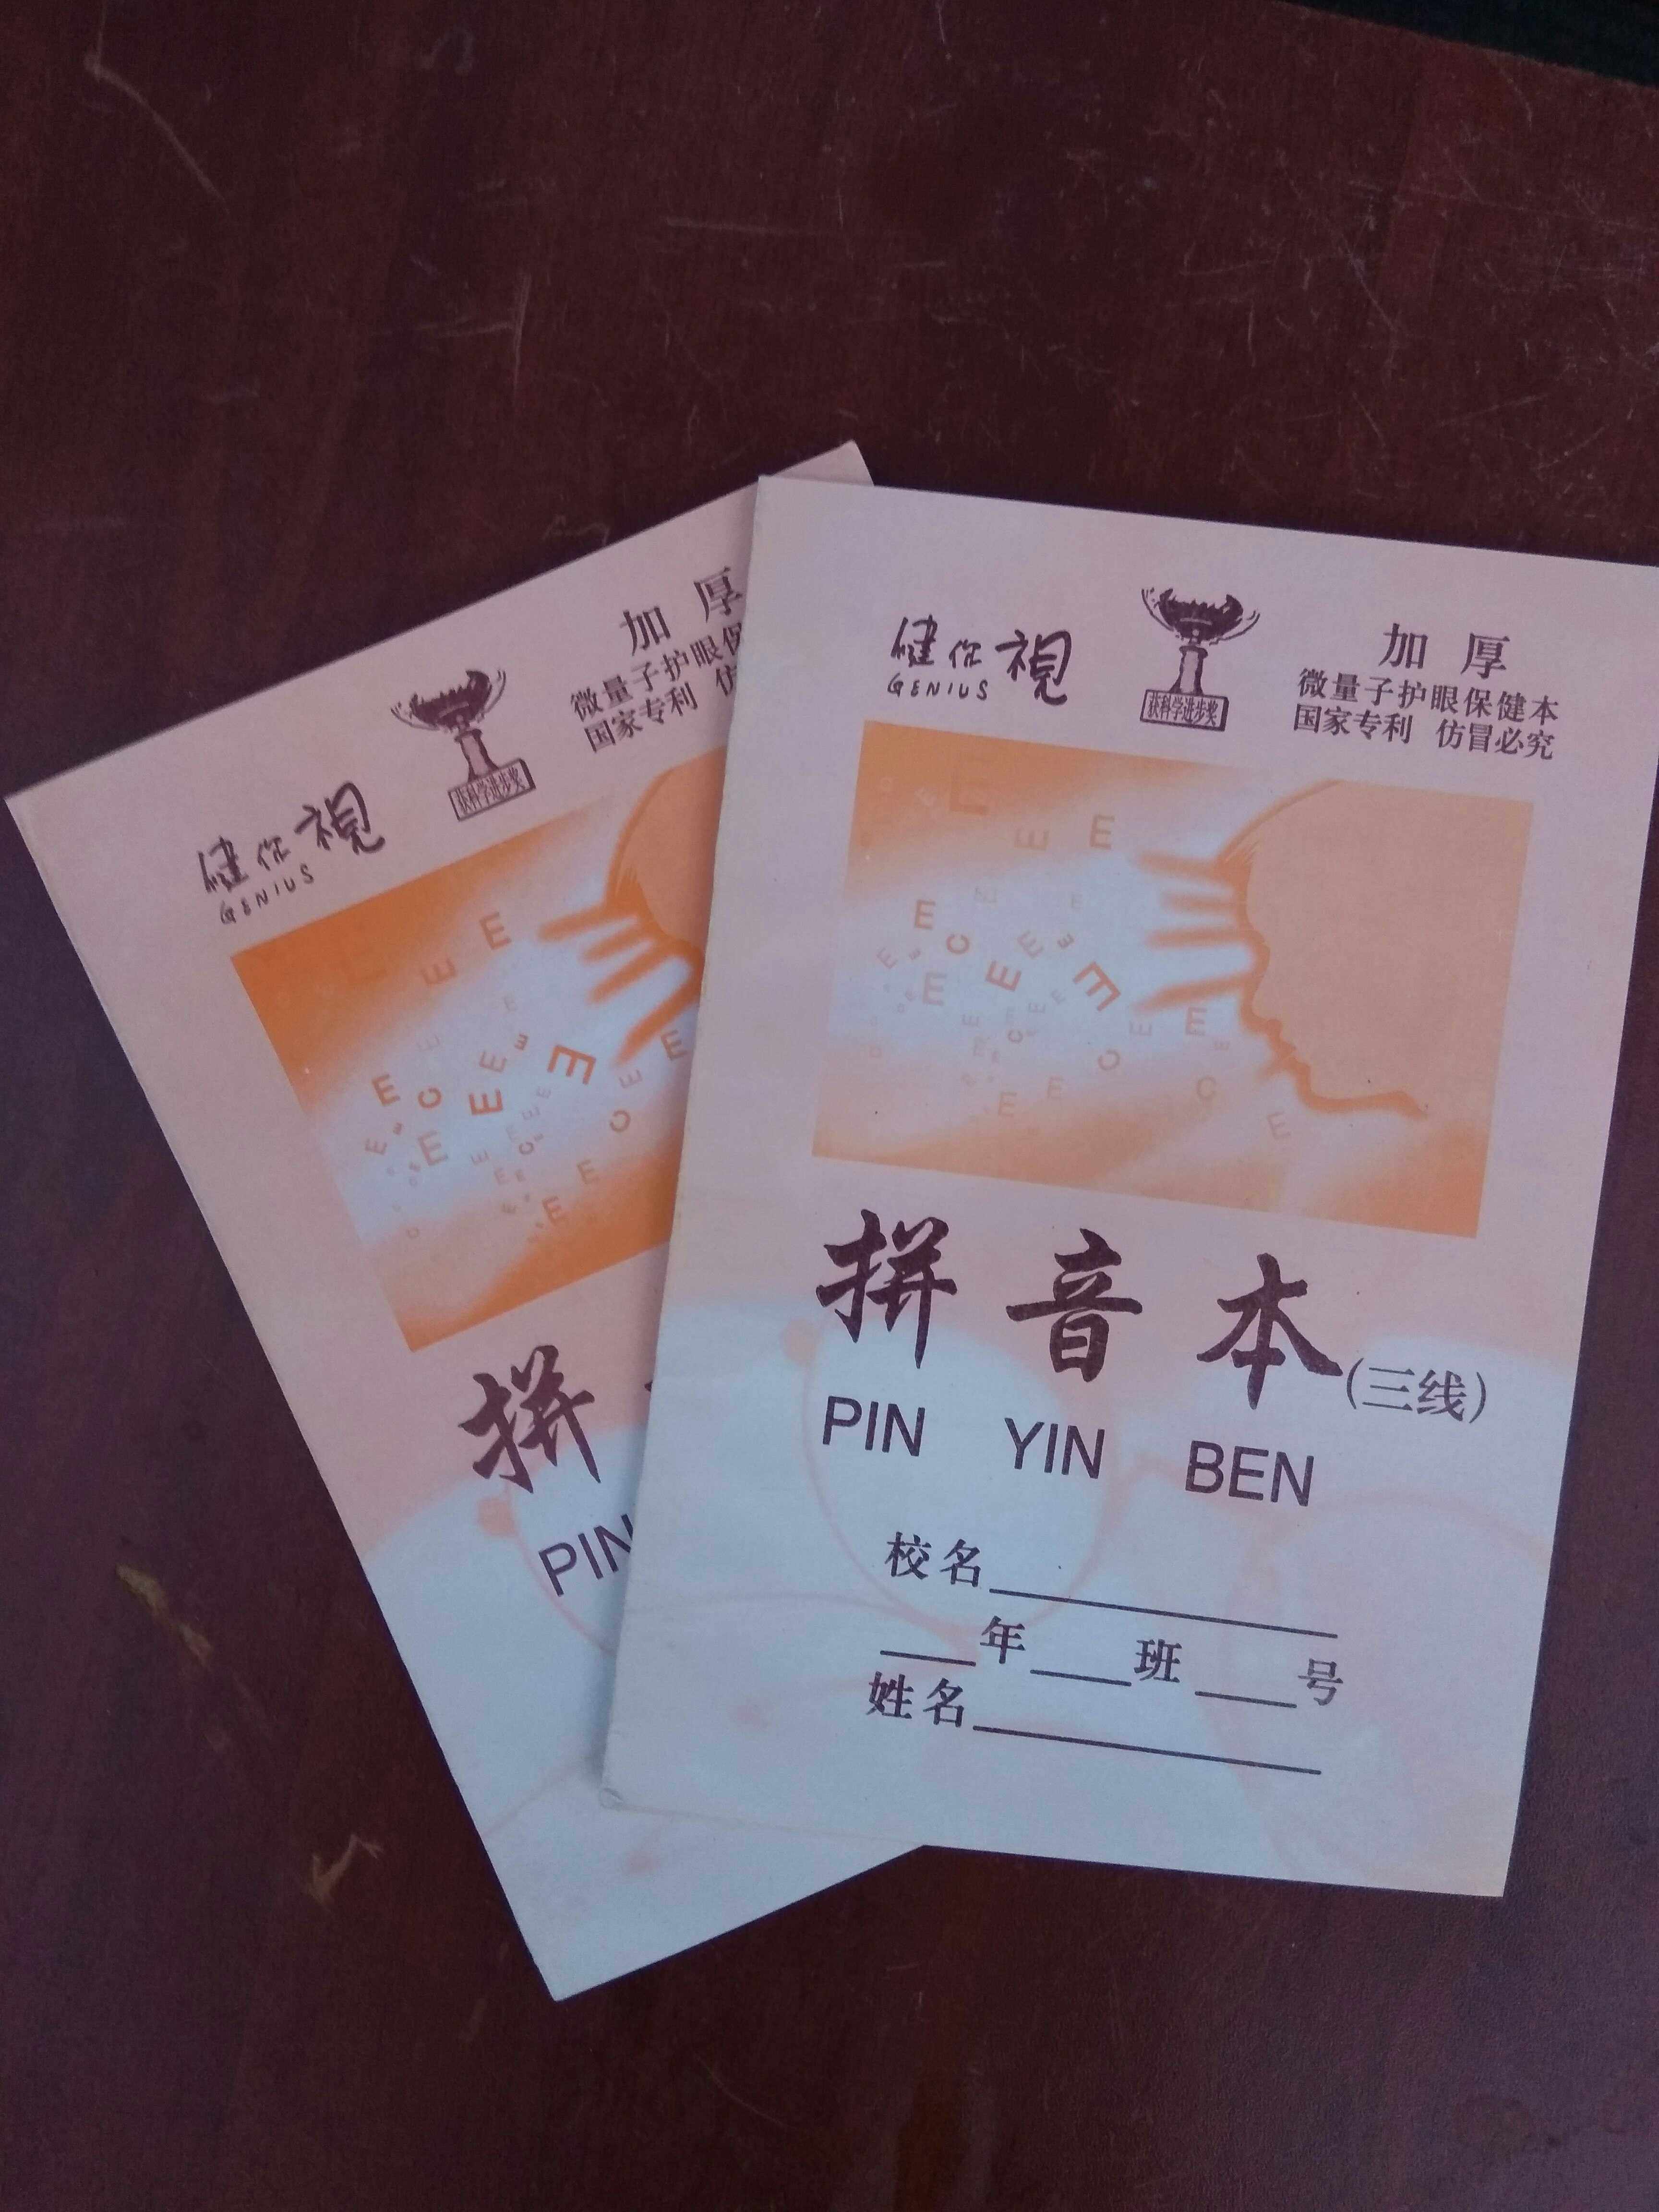 加 厚
微量子护眼保
国家专利 仿
获科学进步奖
健你視
GENIUS
拼
PIN
加 厚
微量子护眼保健本
国家专利 仿冒必究
获科学进步奖
健你視
GENIUS
拼音本(三线)
PIN YIN BEN
校名
年 班 号
姓名